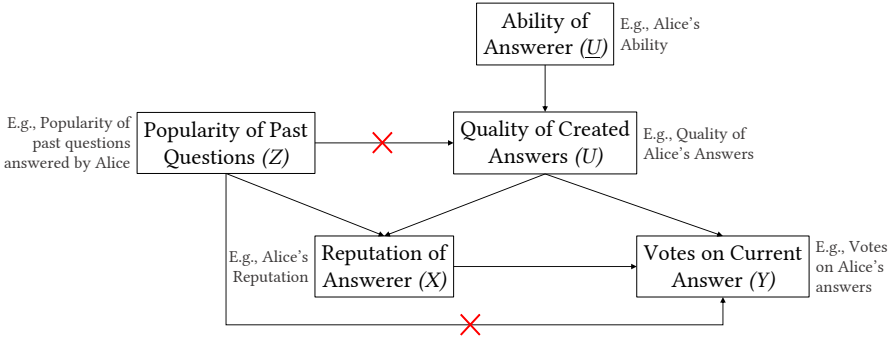 Ability of
Answerer (U)
E.g., Alice's
Ability
E.g., Popularity of
past questions
answered by Alice
Popularity of Past
Questions (Z)
Quality of Created
Answers (U)
E.g., Quality of
Alice's Answers
E.g., Alice's
Reputation
Reputation of
Answerer (X)
Votes on Current
Answer (Y)
E.g., Votes
on Alice's
answers